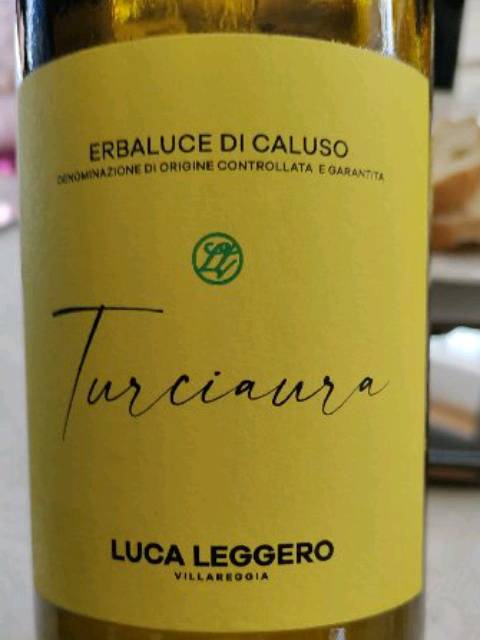 ERBALUCE DI CALUSO
DENOMINAZIONE DI ORIGINE CONTROLLATA E GARANTITA
Turciaura
LUCA LEGGERO
VILLAREGGIA